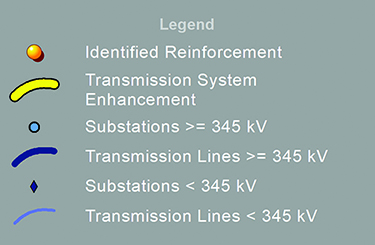 Legend
Identified Reinforcement
Transmission System
Enhancement
Substations >= 345 kV
Transmission Lines >= 345 kV
Substations < 345 kV
Transmission Lines < 345 kV